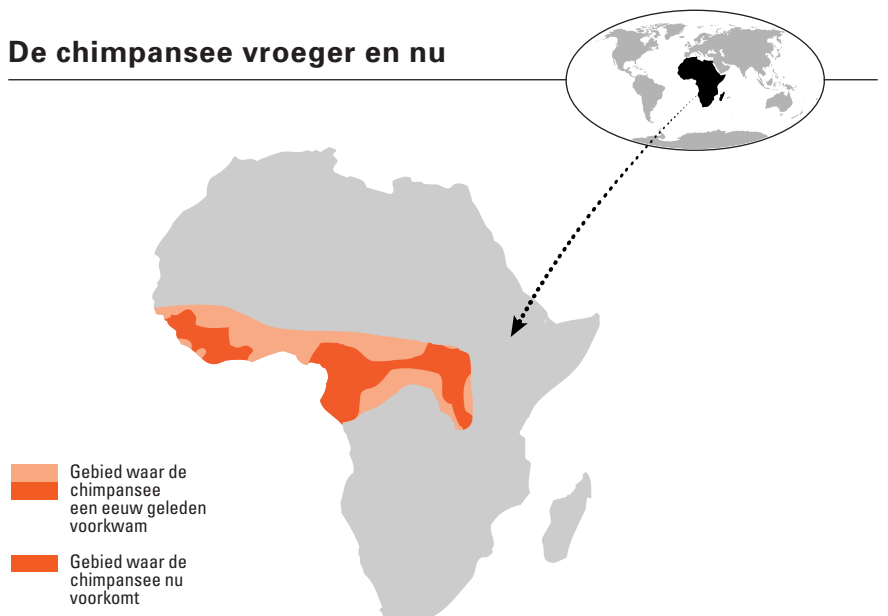 De chimpansee vroeger en nu
Gebied waar de
chimpansee
een eeuw geleden
voorkwam
Gebied waar de
chimpansee nu
voorkomt